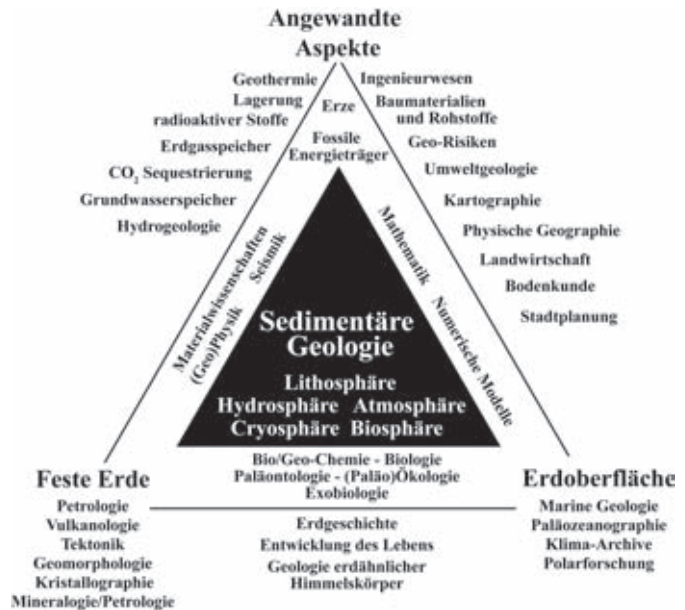 Angewandte
Aspekte
Geothermie
Lagerung
radioaktiver Stoffe
Erdgasspeicher
CO₂ Sequestrierung
Grundwasserspeicher
Hydrogeologie
Erze
Fossile
Energieträger
Ingenieurwesen
Baumaterialien
und Rohstoffe
Geo-Risiken
Umweltgeologie
Kartographie
Physische Geographie
Landwirtschaft
Bodenkunde
Stadtplanung
Materialwissenschaften
(Geo)Physik
Seismik
Mathematik
Numerische Modelle
Sedimentäre
Geologie
Lithosphäre
Hydrosphäre Atmosphäre
Cryosphäre Biosphäre
Bio/Geo-Chemie - Biologie
Paläontologie - (Paläo)Ökologie
Exobiologie
Feste Erde
Petrologie
Vulkanologie
Tektonik
Geomorphologie
Kristallographie
Mineralogie/Petrologie
Erdgeschichte
Entwicklung des Lebens
Geologie erdähnlicher
Himmelskörper
Erdoberfläche
Marine Geologie
Paläozeanographie
Klima-Archive
Polarforschung